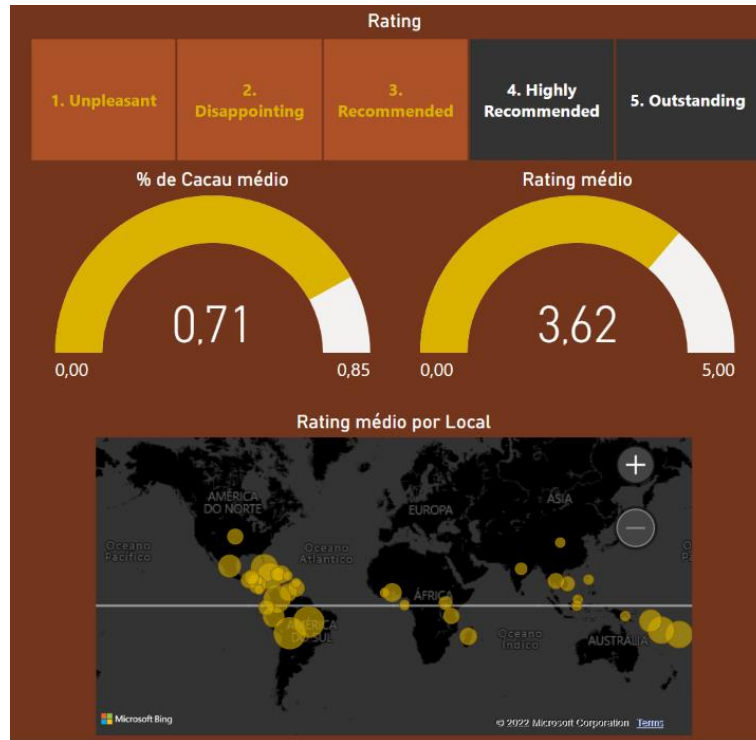 Rating
1. Unpleasant
2.
Disappointing
3.
Recommended
4. Highly
Recommended
5. Outstanding
% de Cacau médio
Rating médio
0,71
3,62
0,00
0,85
0,00
5,00
Rating médio por Local
AMÉRICA
DO NORTE
EUROPA
ÁSIA
Oceano
Pacífico
Oceano
Atlântico
ÁFRICA
AMÉRICA
DO SUL
Oceano
Índico
AUSTRÁLIA
Microsoft Bing
© 2022 Microsoft Corporation Terms